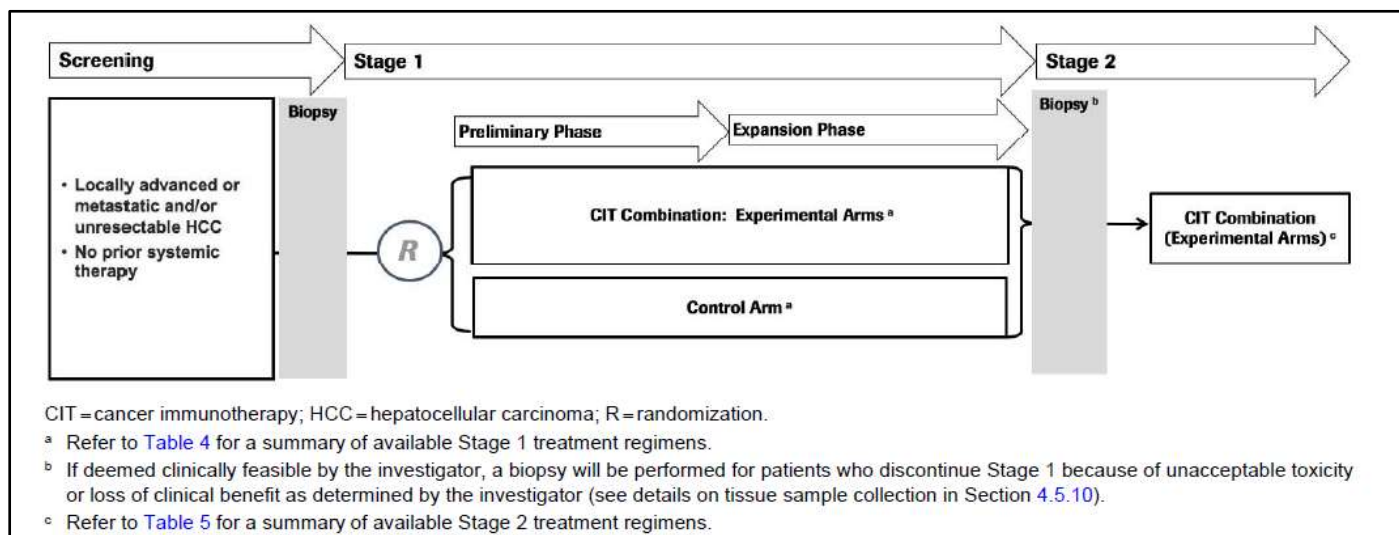 Screening
Stage 1
Stage 2
Biopsy
Biopsy b
Preliminary Phase
Expansion Phase
• Locally advanced or
metastatic and/or
unresectable HCC
• No prior systemic
therapy
R
CIT Combination: Experimental Arms a
Control Arm a
CIT Combination
(Experimental Arms) c
CIT = cancer immunotherapy; HCC = hepatocellular carcinoma; R = randomization.
a Refer to Table 4 for a summary of available Stage 1 treatment regimens.
b If deemed clinically feasible by the investigator, a biopsy will be performed for patients who discontinue Stage 1 because of unacceptable toxicity
or loss of clinical benefit as determined by the investigator (see details on tissue sample collection in Section 4.5.10).
c Refer to Table 5 for a summary of available Stage 2 treatment regimens.